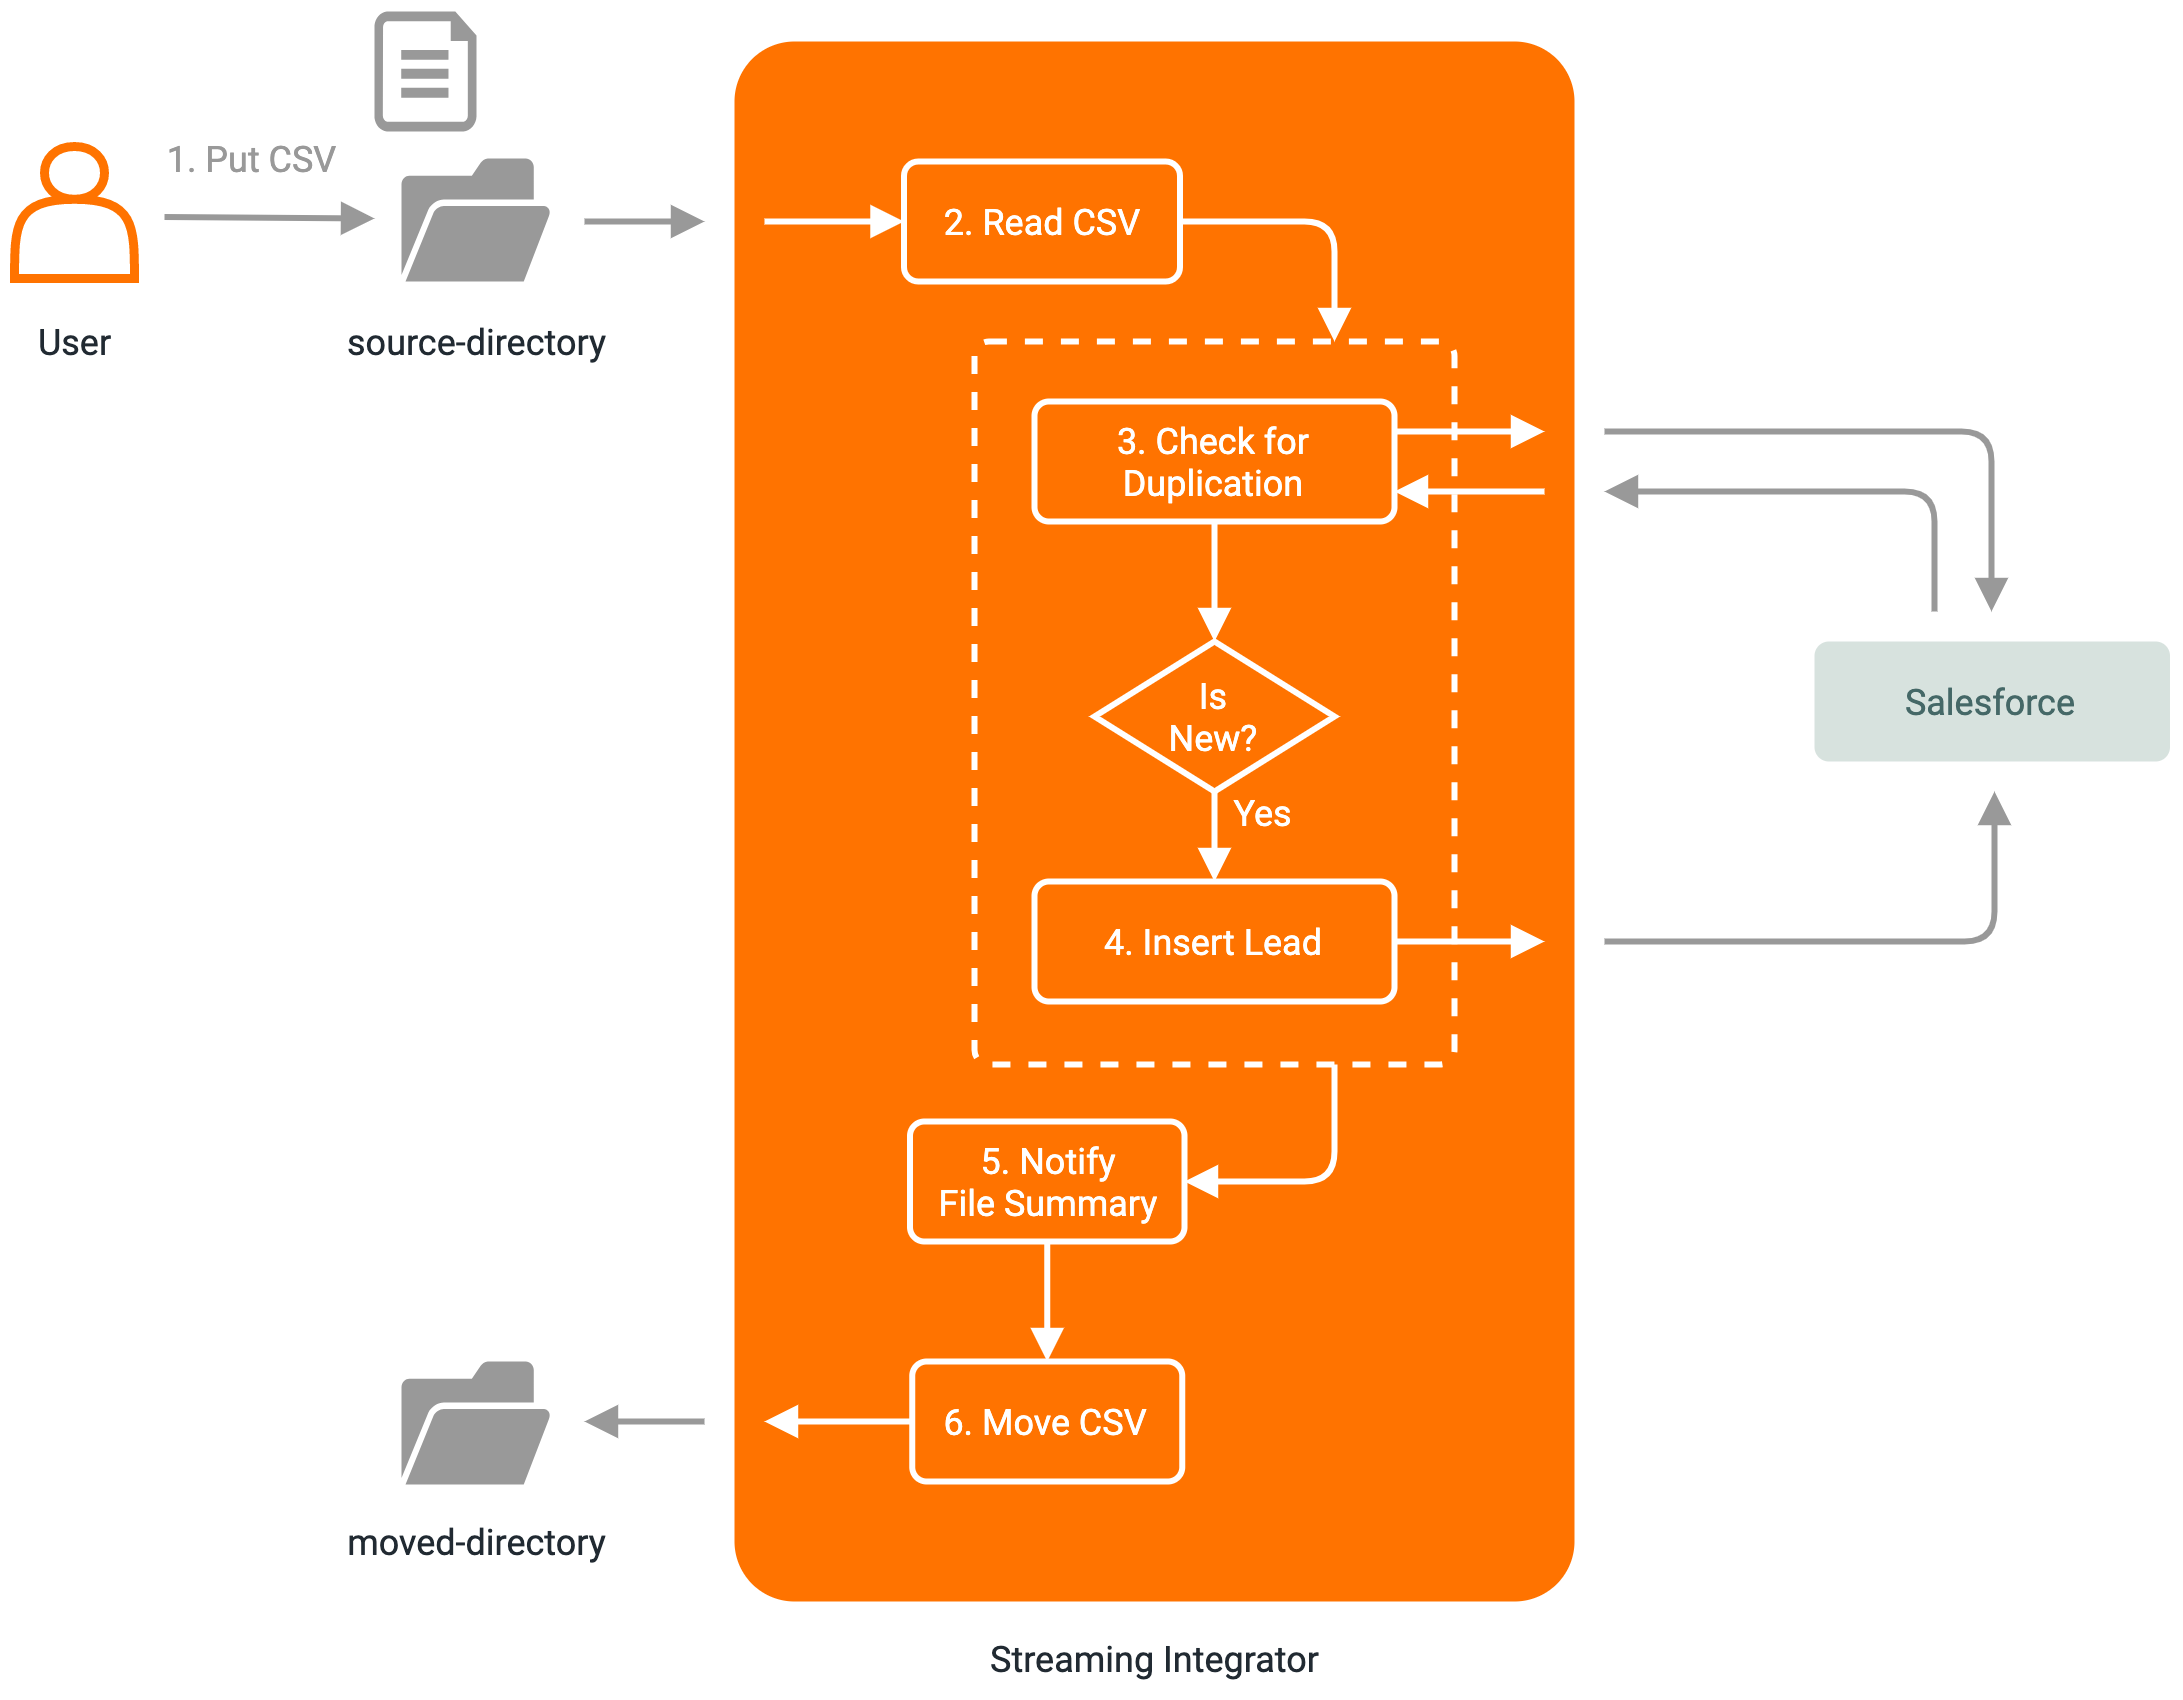 1. Put CSV
User
source-directory
2. Read CSV
3. Check for
Duplication
Is
New?
Yes
Salesforce
4. Insert Lead
5. Notify
File Summary
6. Move CSV
moved-directory
Streaming Integrator